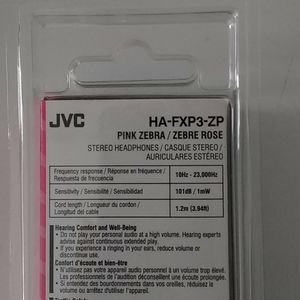 JVC
HA-FXP3-ZP
PINK ZEBRA / ZEBRE ROSE
STEREO HEADPHONES / CASQUE STEREO /
AURICULARES ESTÉREO
Frequency response / Réponse en fréquence /
Respuesta de frecuencia
10Hz - 23,000Hz
Sensitivity / Sensibilité / Sensibilidad
101dB / 1mW
Cord length / Longueur du cordon /
Longitud del cable
1.2m (3.94ft)
Hearing Comfort and Well-Being
• Do not play your personal audio at a high volume. Hearing experts
advise against continuous extended play.
• If you experience a ringing in your ears, reduce volume or
discontinue use.
Confort d'écoute et bien-être
• N'utilisez pas votre appareil audio personnel à un volume trop élevé.
Les professionnels de l'ouïe déconseillent
• Si vous entendez des bourdonnements dans vos oreilles, réduisez
le volume ou arrêtez d'utiliser l'appareil.